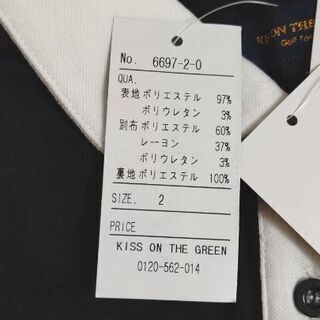 No. 6697-2-0
QUA.
表地 ポリエステル 97%
ポリウレタン 3%
別布 ポリエステル 60%
レーヨン 37%
ポリウレタン 3%
裏地 ポリエステル 100%
SIZE. 2
PRICE
KISS ON THE GREEN
0120-562-014
ON THE
Golf